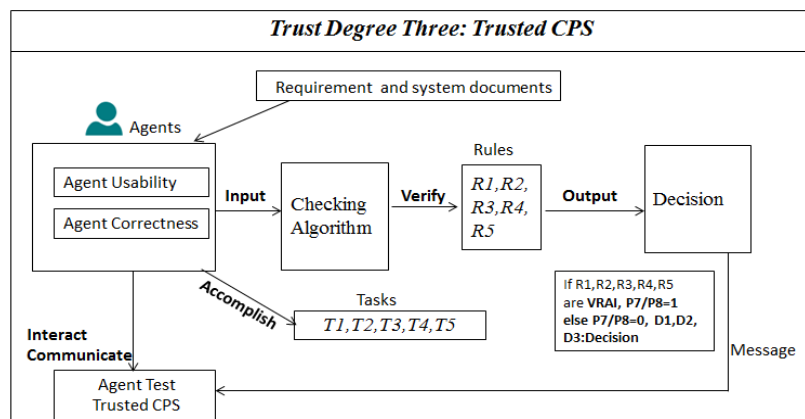 Trust Degree Three: Trusted CPS
Requirement and system documents
Agents
Agent Usability
Agent Correctness
Input
Checking
Algorithm
Verify
Rules
R1,R2,
R3,R4,
R5
Output
Decision
Accomplish
Tasks
T1,T2,T3,T4,T5
If R1,R2,R3,R4,R5
are VRAI, P7/P8=1
else P7/P8=0, D1,D2,
D3:Decision
Interact
Communicate
Message
Agent Test
Trusted CPS